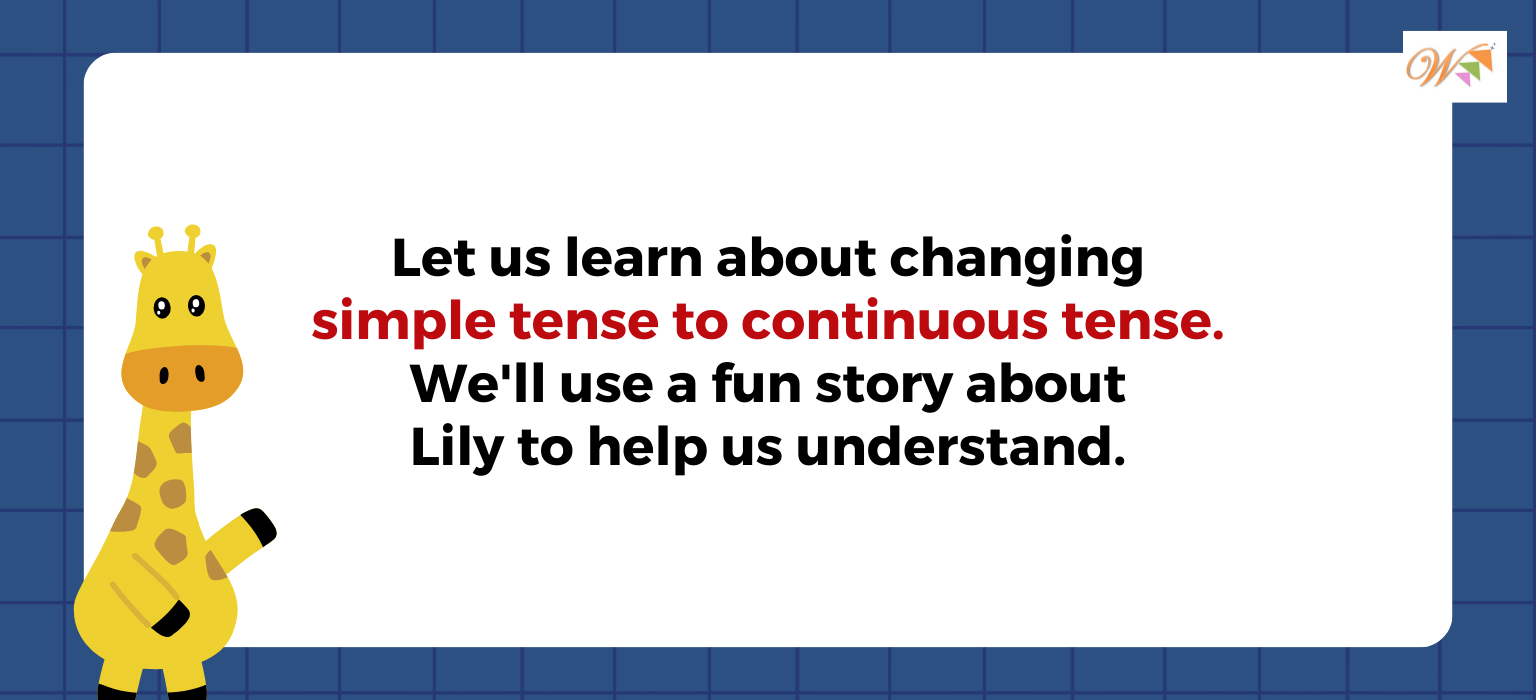 W
Let us learn about changing
simple tense to continuous tense.
We'll use a fun story about
Lily to help us understand.